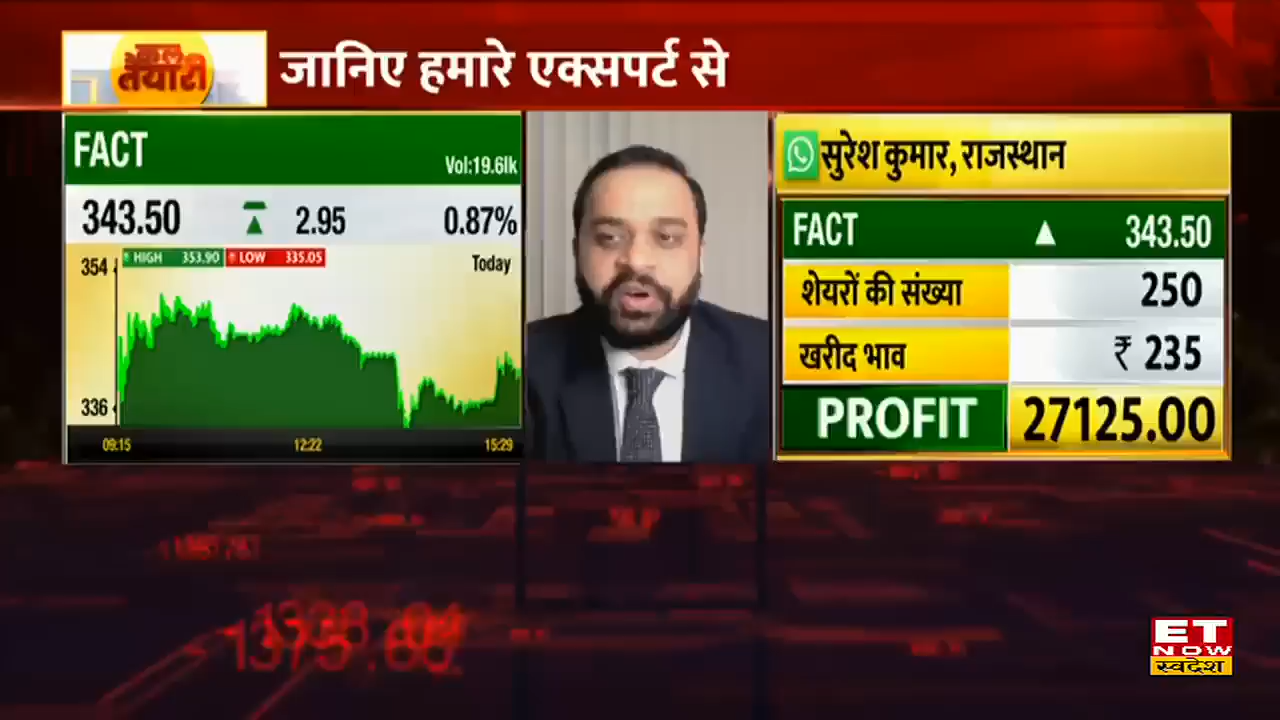 कल की तैयारी
जानिए हमारे एक्सपर्ट से
FACT
Vol:19.6lk
343.50 2.95 0.87%
HIGH 353.90 LOW 335.05
Today
354
336
09:15 12:22 15:29
सुरेश कुमार, राजस्थान
FACT 343.50
शेयरों की संख्या 250
खरीद भाव ₹ 235
PROFIT 27125.00
ET
NOW
स्वदेश